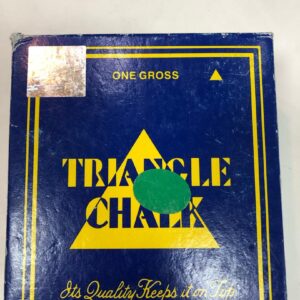 ONE GROSS
TRIANGLE
CHALK
Its Quality Keeps it on Top